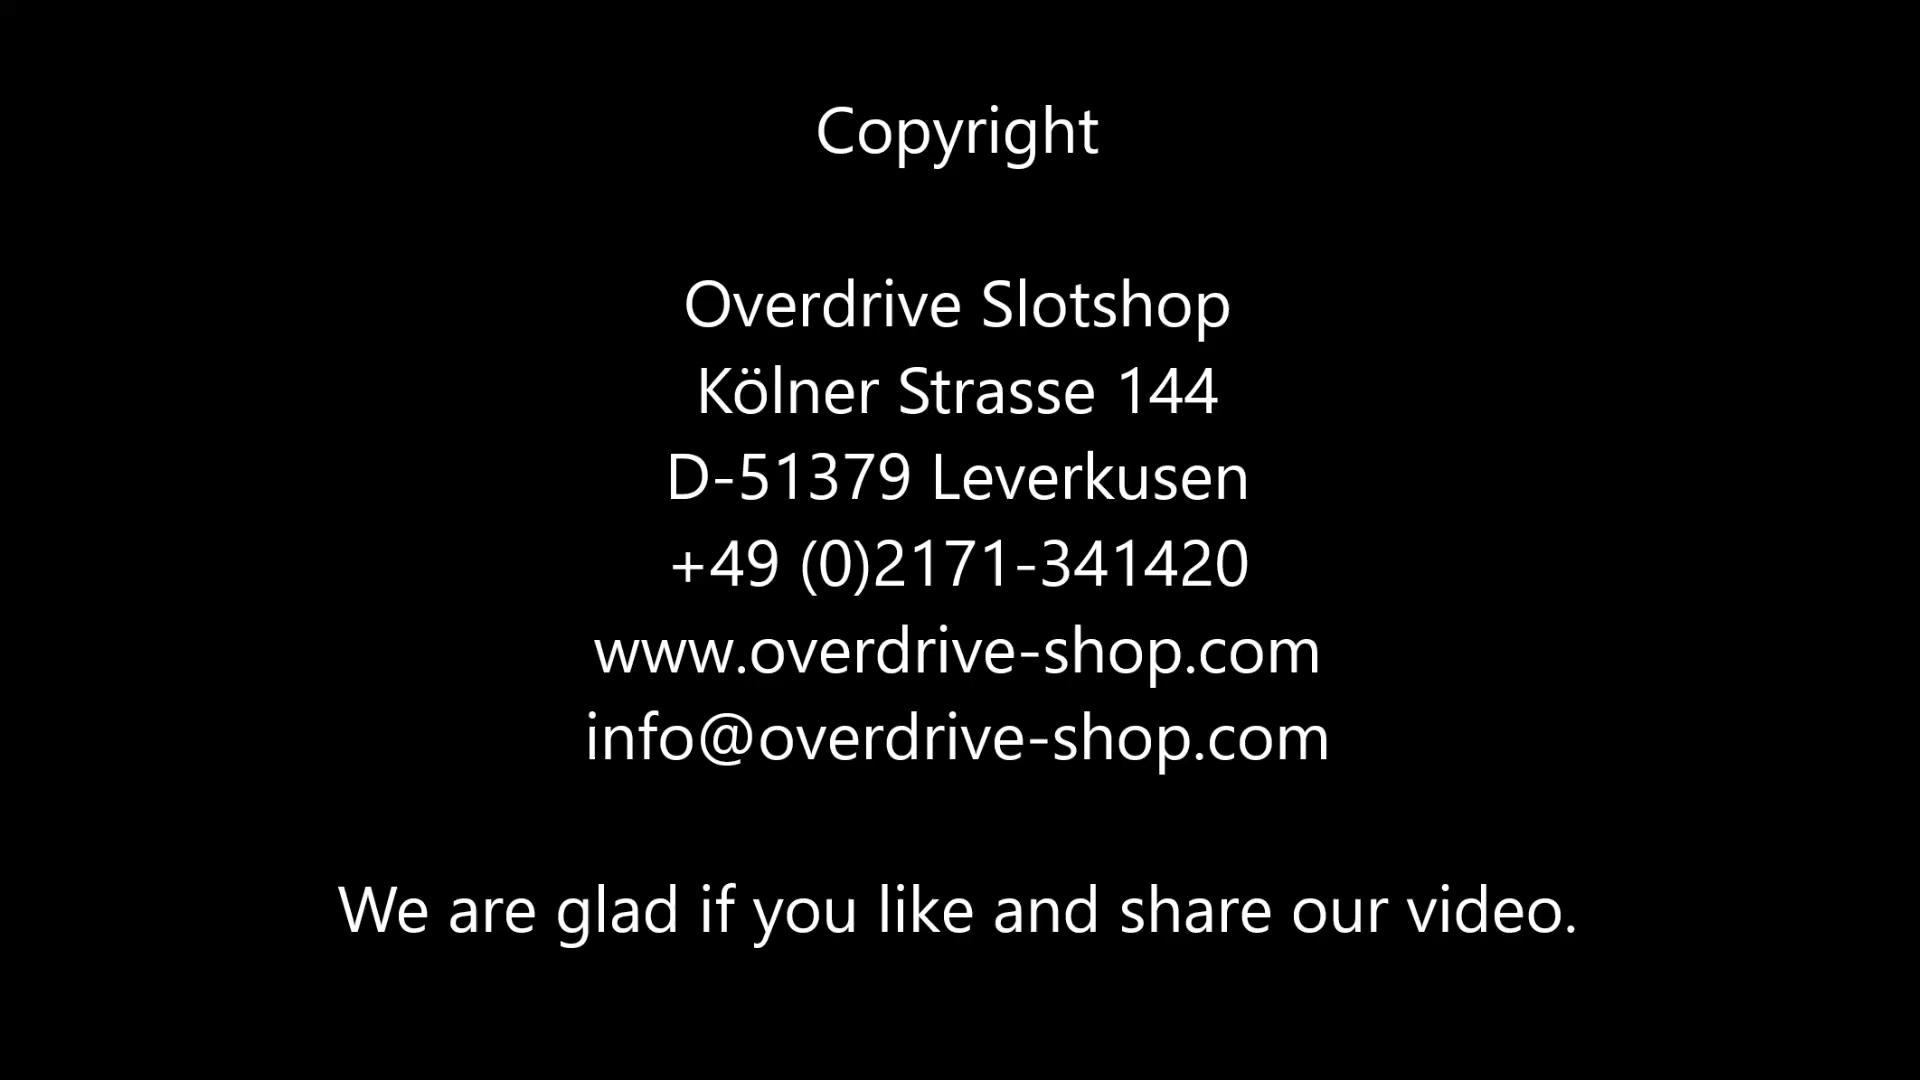 Copyright
Overdrive Slotshop
Kölner Strasse 144
D-51379 Leverkusen
+49 (0)2171-341420
www.overdrive-shop.com
info@overdrive-shop.com
We are glad if you like and share our video.